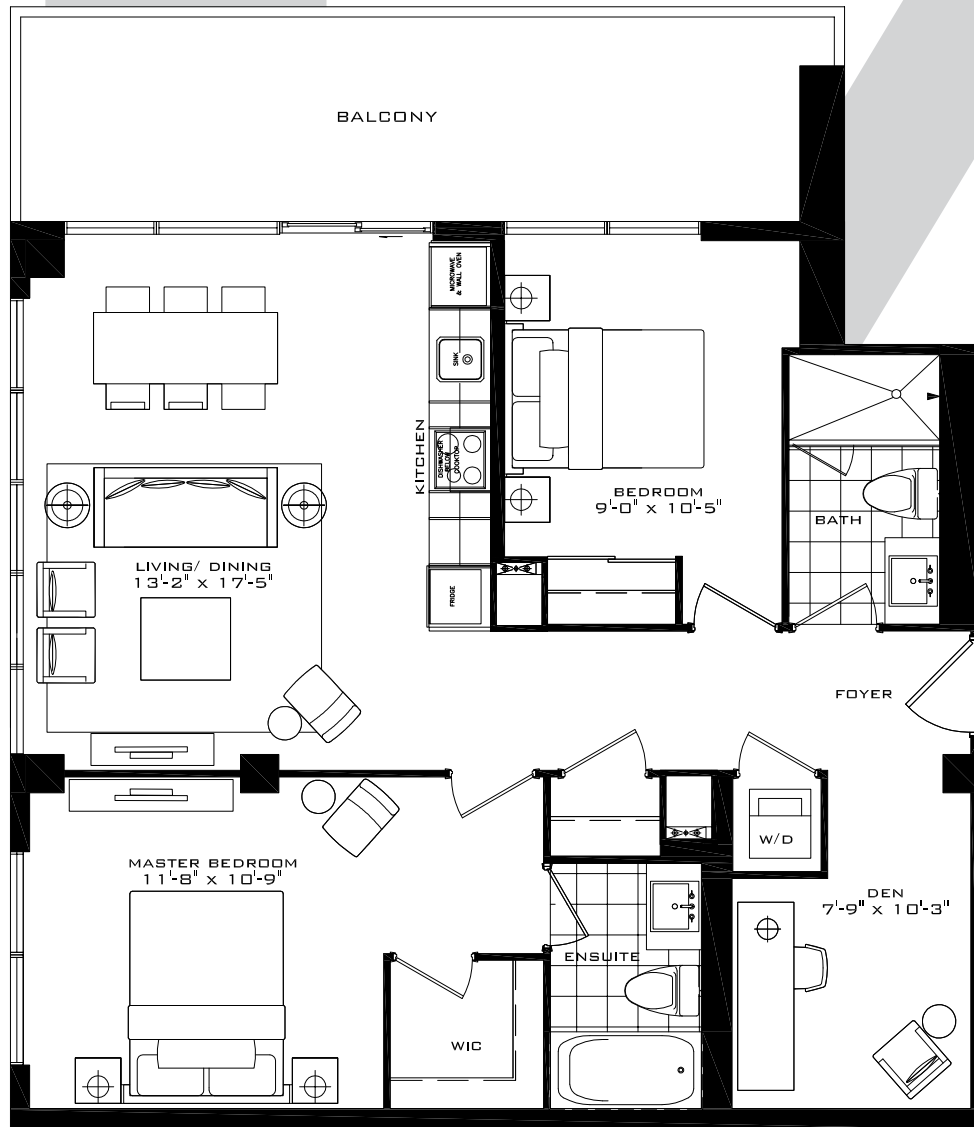 BALCONY
MICROWAVE
& WALL OVEN
SINK
KITCHEN
DISHWASHER
BELOW
COOKTOP
BEDROOM
9'-0" x 10'-5"
BATH
LIVING/ DINING
13'-2" x 17'-5"
FRIDGE
FOYER
W/D
MASTER BEDROOM
11'-8" x 10'-9"
DEN
7'-9" x 10'-3"
ENSUITE
WIC